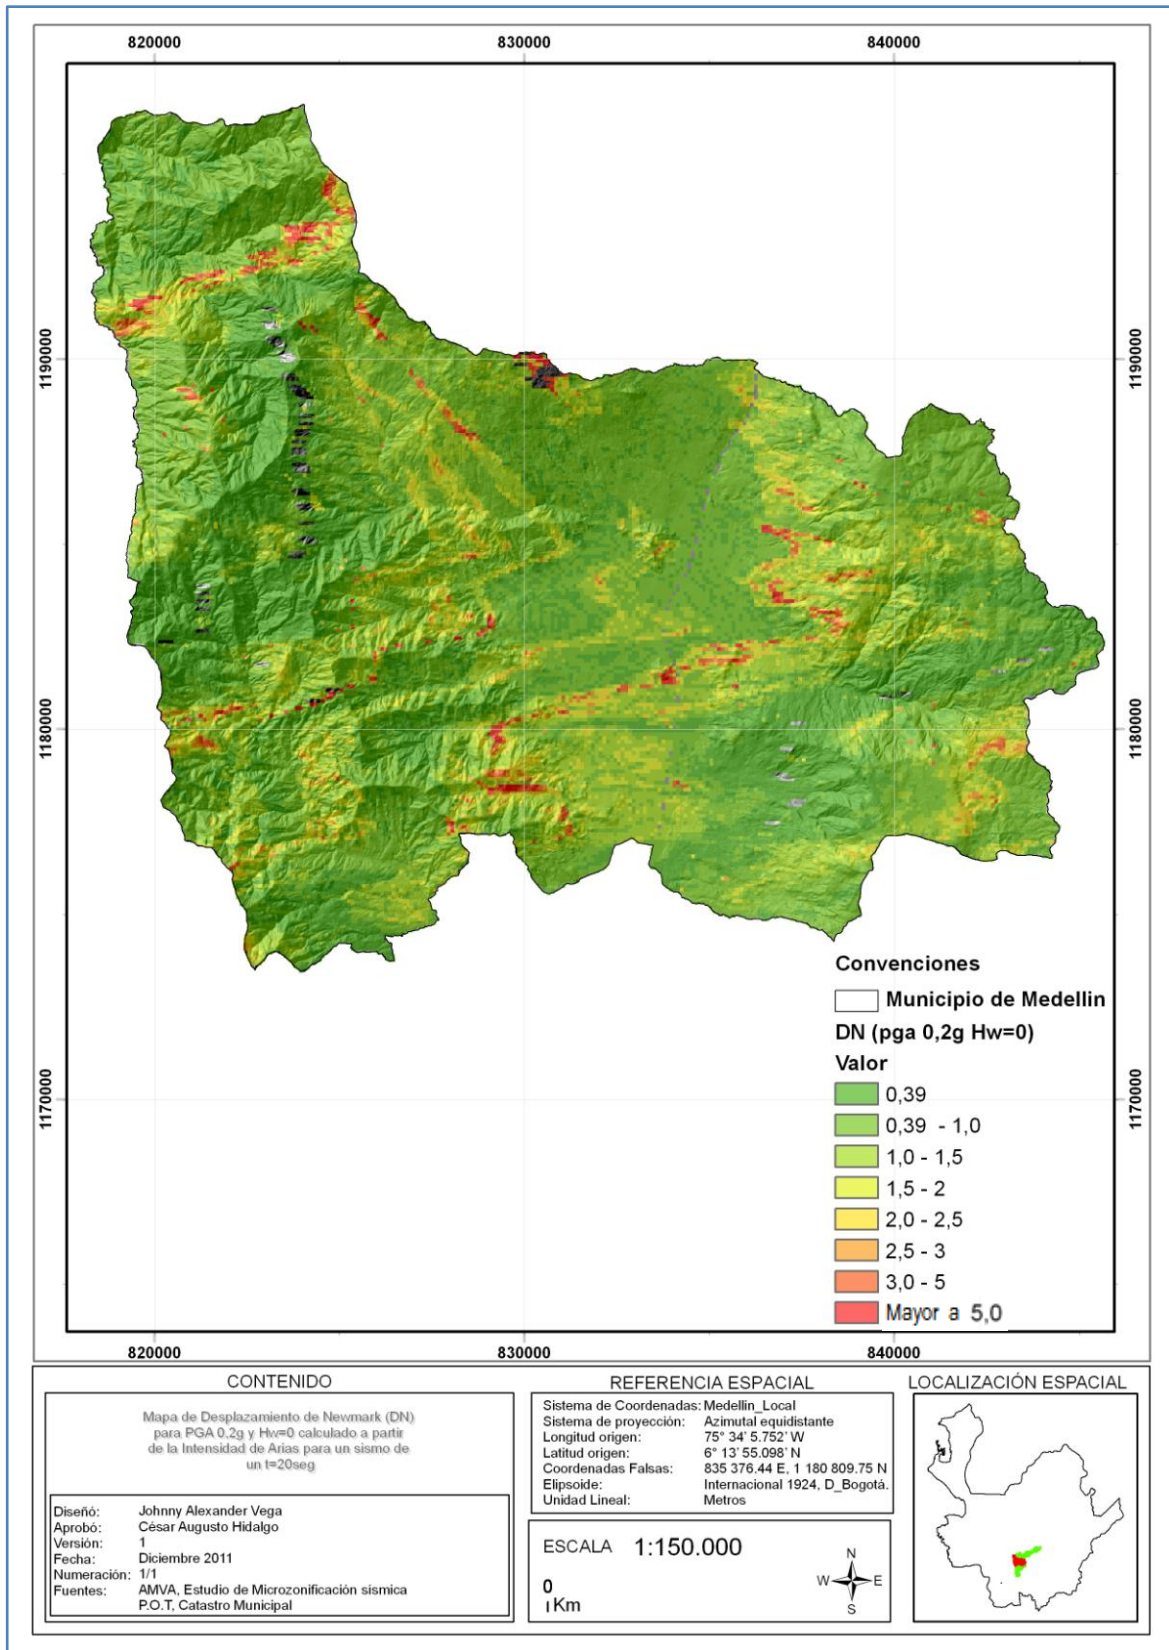 820000
830000
840000
1190000
1190000
1180000
1180000
1170000
1170000
Convenciones
Municipio de Medellin
DN (pga 0,2g Hw=0)
Valor
0,39
0,39 - 1,0
1,0 - 1,5
1,5 - 2
2,0 - 2,5
2,5 - 3
3,0 - 5
Mayor a 5,0
820000
830000
840000
CONTENIDO
Mapa de Desplazamiento de Newmark (DN)
para PGA 0,2g y Hw=0 calculado a partir
de la Intensidad de Arias para un sismo de
un t=20seg
Diseñó: Johnny Alexander Vega
Aprobó: César Augusto Hidalgo
Versión: 1
Fecha: Diciembre 2011
Numeración: 1/1
Fuentes: AMVA, Estudio de Microzonificación sísmica
P.O.T, Catastro Municipal
REFERENCIA ESPACIAL
Sistema de Coordenadas: Medellin_Local
Sistema de proyección: Azimutal equidistante
Longitud origen: 75° 34' 5.752' W
Latitud origen: 6° 13' 55.098' N
Coordenadas Falsas: 835 376.44 E, 1 180 809.75 N
Elipsoide: Internacional 1924, D_Bogotá.
Unidad Lineal: Metros
ESCALA 1:150.000
0
Km
N
W E
S
LOCALIZACIÓN ESPACIAL